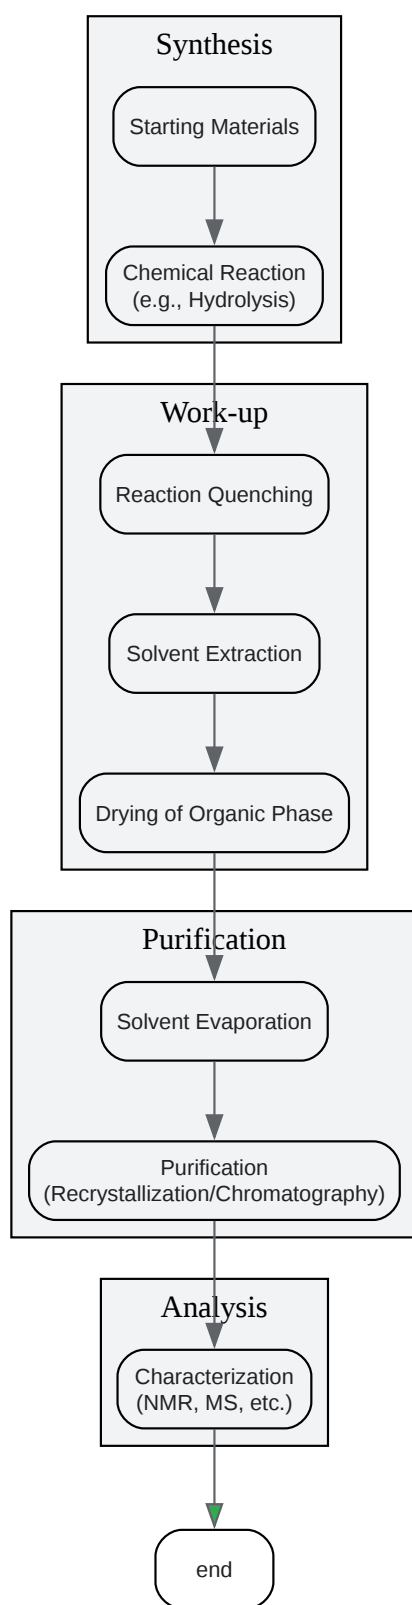 Synthesis
Starting Materials
Chemical Reaction
(e.g., Hydrolysis)
Work-up
Reaction Quenching
Solvent Extraction
Drying of Organic Phase
Purification
Solvent Evaporation
Purification
(Recrystallization/Chromatography)
Analysis
Characterization
(NMR, MS, etc.)
end